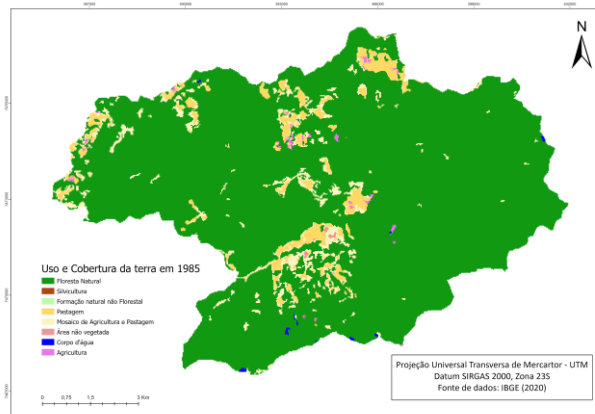 N
Uso e Cobertura da terra em 1985
Floresta Natural
Silvicultura
Formação natural não Florestal
Pastagem
Mosaico de Agricultura e Pastagem
Área não vegetada
Corpo d'água
Agricultura
0 0,75 1,5 3 Km
Projeção Universal Transversa de Mercartor - UTM
Datum SIRGAS 2000, Zona 23S
Fonte de dados: IBGE (2020)